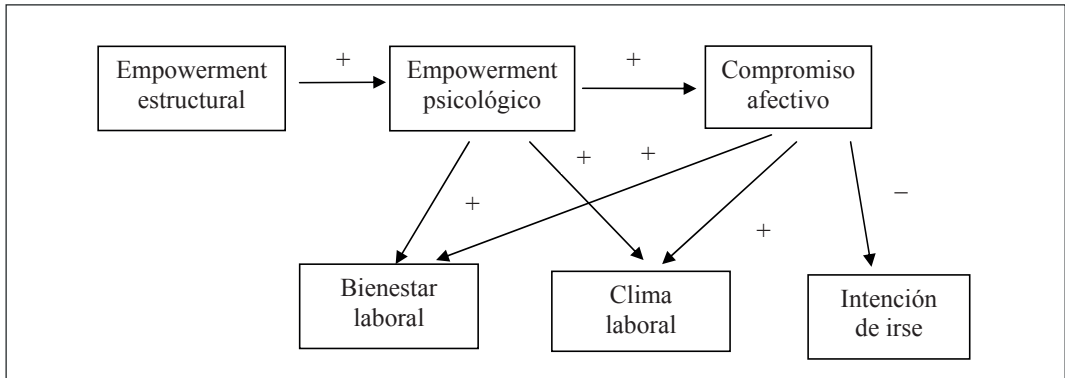 Empowerment
estructural
+
Empowerment
psicológico
+
Compromiso
afectivo
+
+
+
+
−
Bienestar
laboral
Clima
laboral
Intención
de irse